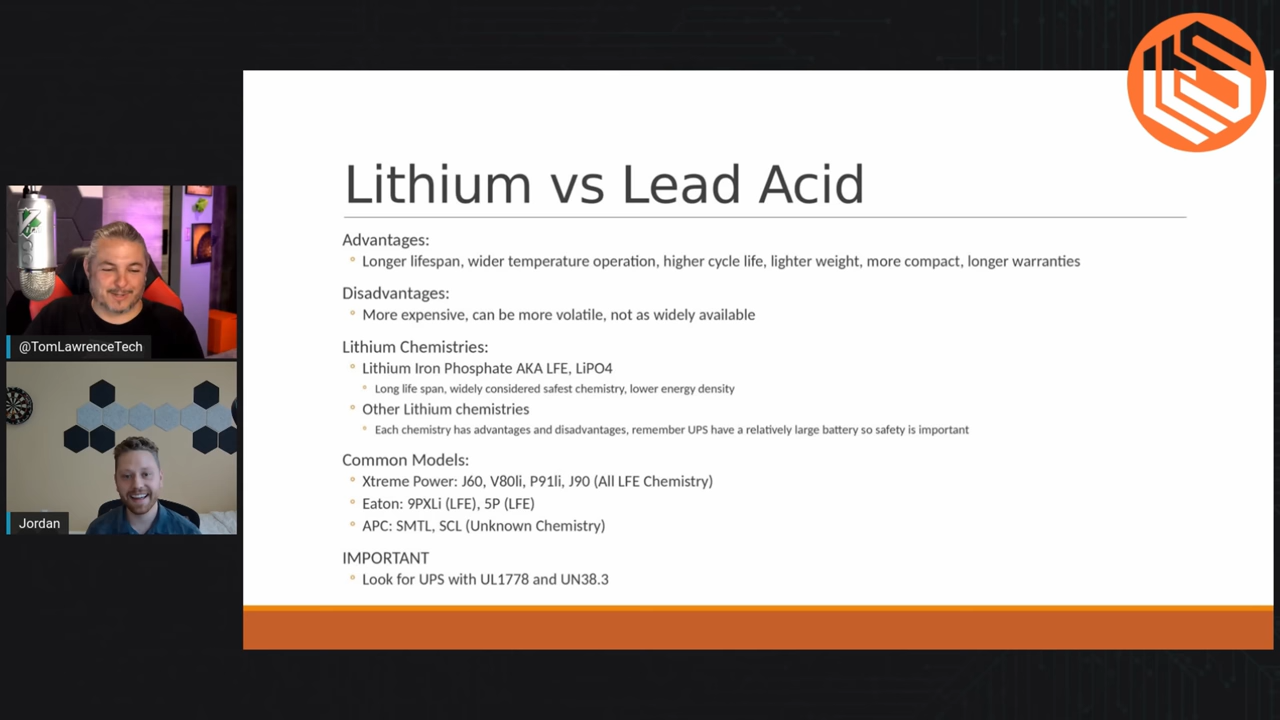 Lithium vs Lead Acid
Advantages:
Longer lifespan, wider temperature operation, higher cycle life, lighter weight, more compact, longer warranties
Disadvantages:
More expensive, can be more volatile, not as widely available
Lithium Chemistries:
Lithium Iron Phosphate AKA LFE, LiPO4
Long life span, widely considered safest chemistry, lower energy density
Other Lithium chemistries
Each chemistry has advantages and disadvantages, remember UPS have a relatively large battery so safety is important
Common Models:
Xtreme Power: J60, V80li, P91li, J90 (All LFE Chemistry)
Eaton: 9PXLi (LFE), 5P (LFE)
APC: SMTL, SCL (Unknown Chemistry)
IMPORTANT
Look for UPS with UL1778 and UN38.3
@TomLawrenceTech
Jordan